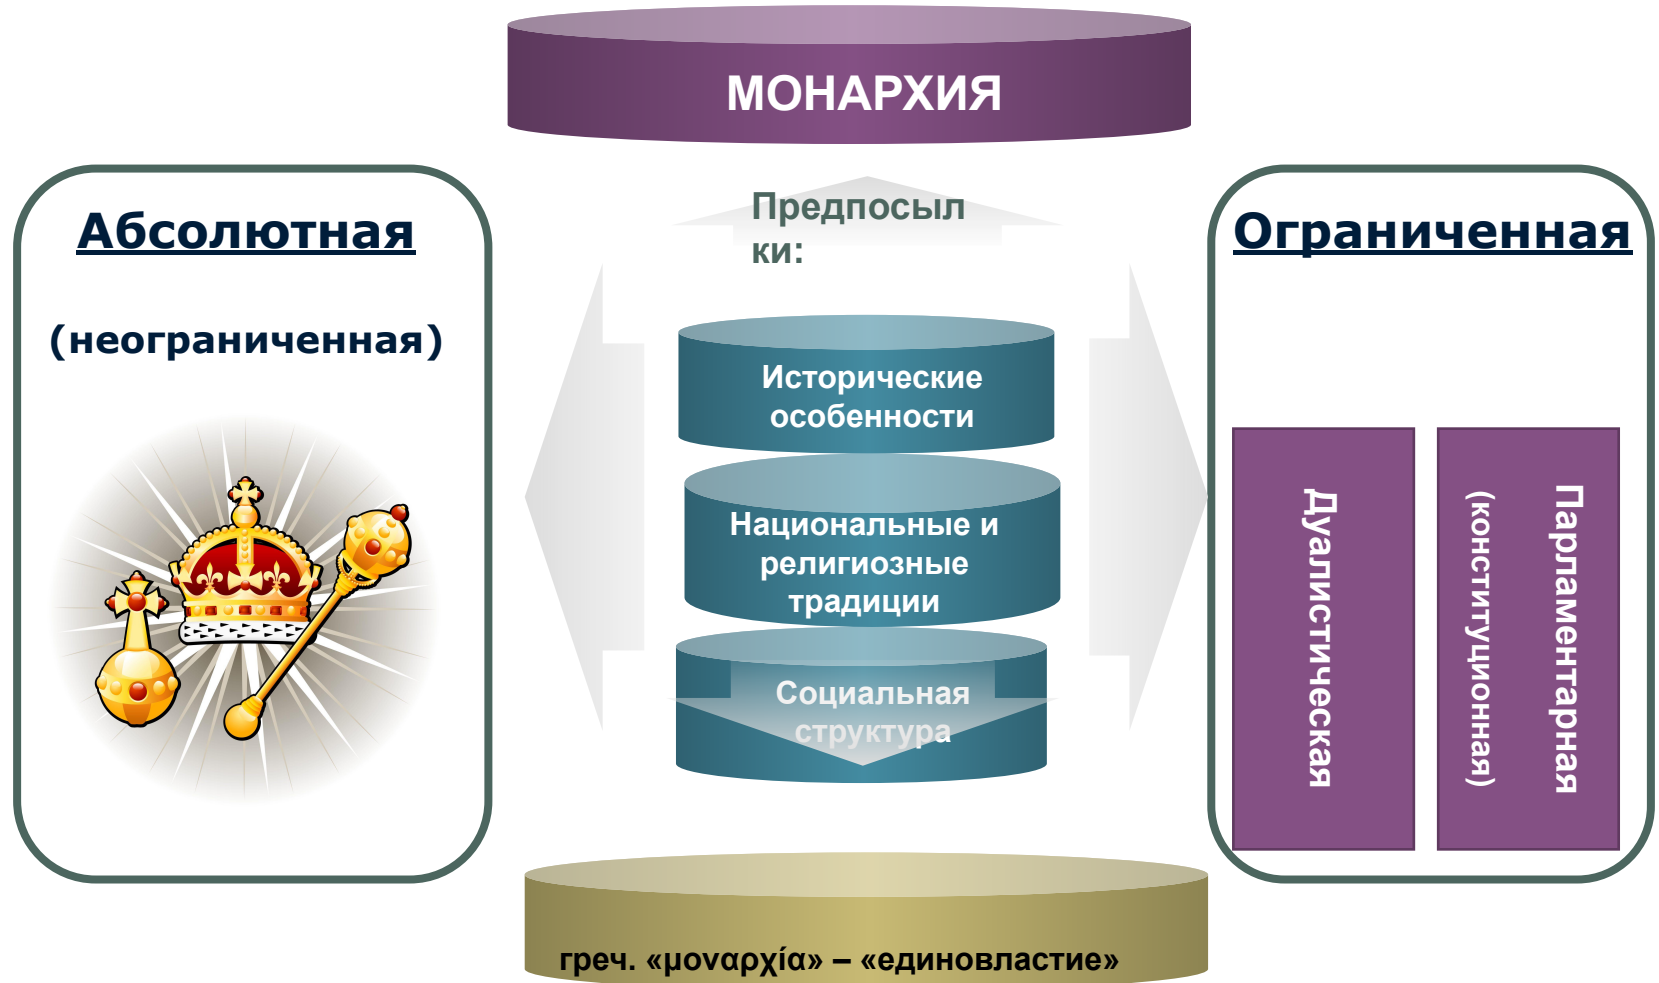 МОНАРХИЯ
Абсолютная
(неограниченная)
Предпосыл
ки:
Исторические
особенности
Национальные и
религиозные
традиции
Социальная
структура
Ограниченная
Дуалистическая
Парламентарная
(конституционная)
греч. «μοναρχία» – «единовластие»